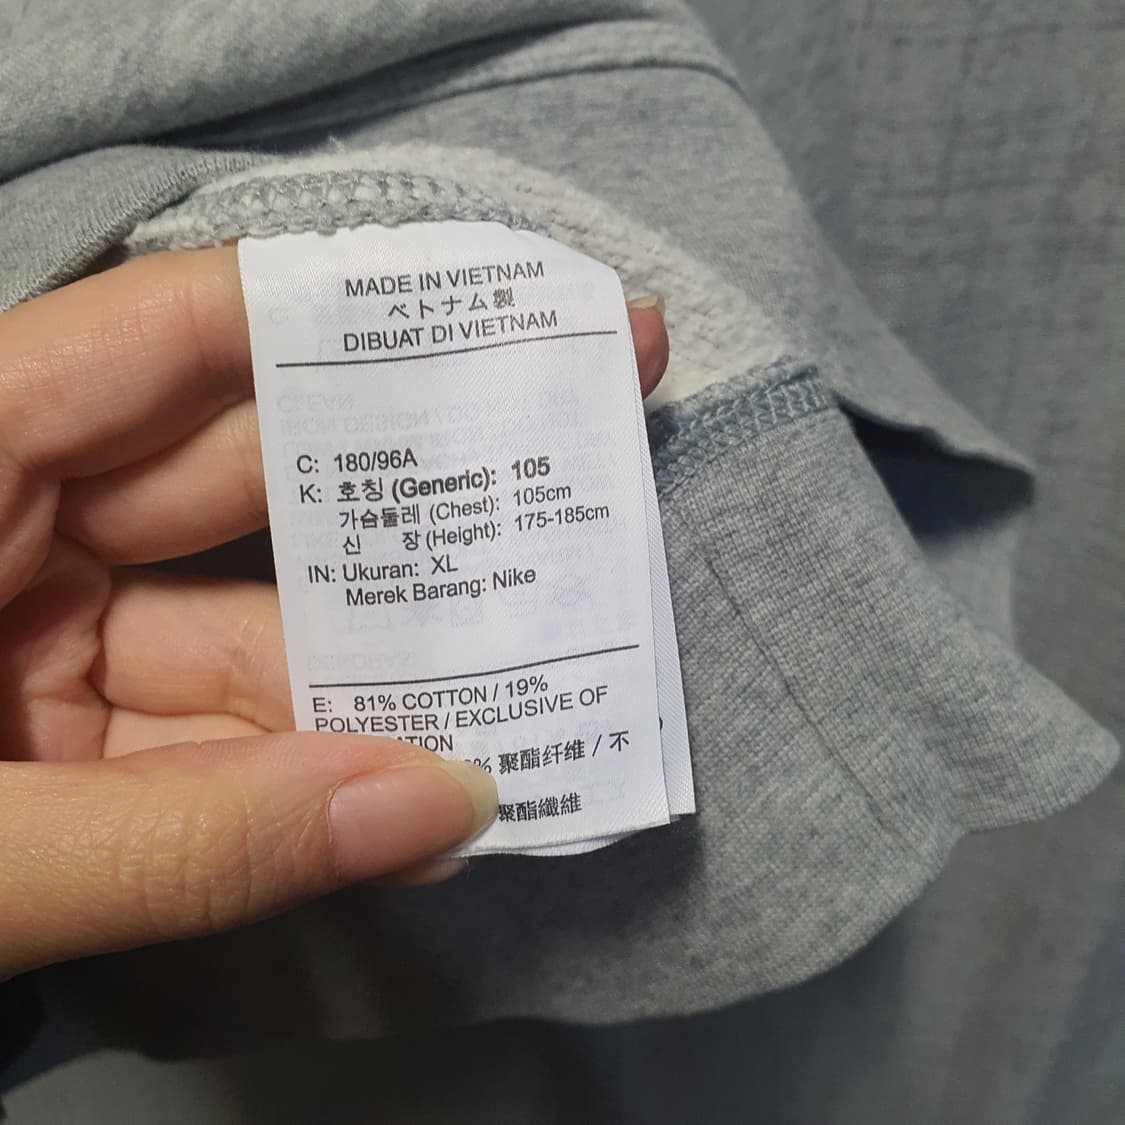 MADE IN VIETNAM
ベトナム製
DIBUAT DI VIETNAM
C: 180/96A
K: 호칭 (Generic): 105
가슴둘레 (Chest): 105cm
신 장 (Height): 175-185cm
IN: Ukuran: XL
Merek Barang: Nike
E: 81% COTTON / 19%
POLYESTER / EXCLUSIVE OF
聚酯纤维 / 不
聚酯纖維